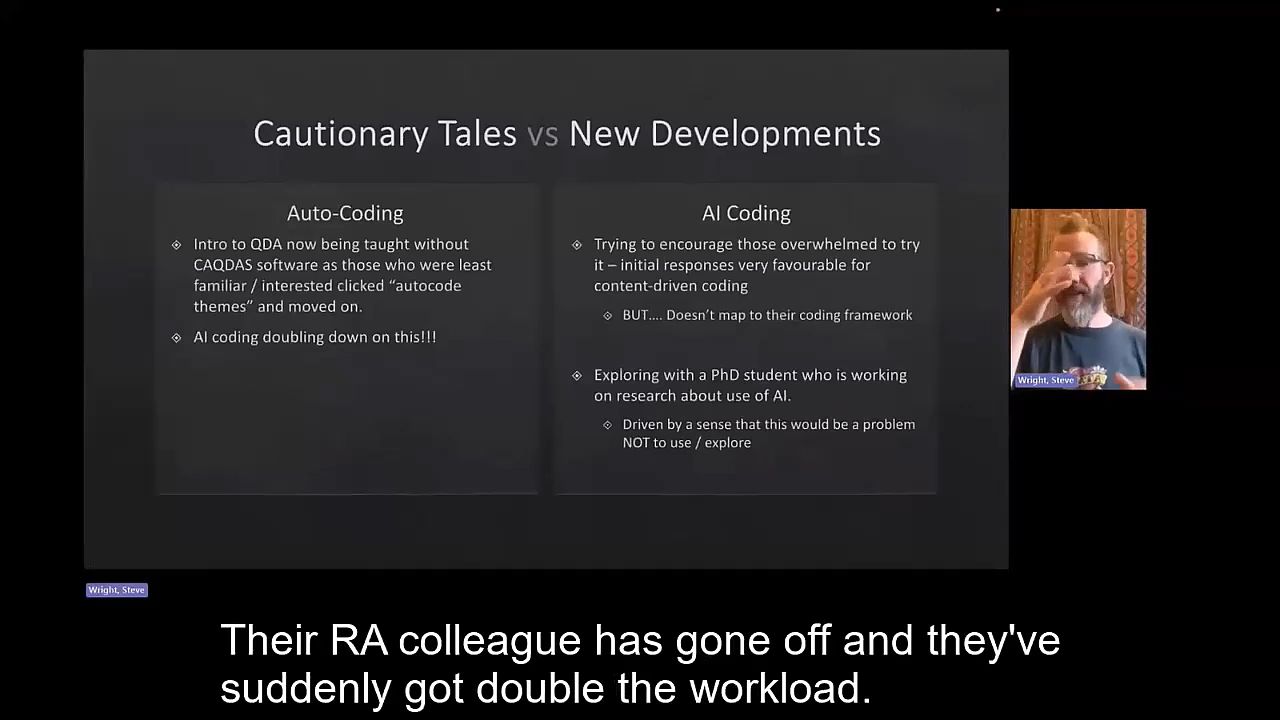 Cautionary Tales vs New Developments
Auto-Coding
Intro to QDA now being taught without
CAQDAS software as those who were least
familiar / interested clicked “autocode
themes” and moved on.
AI coding doubling down on this!!!
AI Coding
Trying to encourage those overwhelmed to try
it – initial responses very favourable for
content-driven coding
BUT…. Doesn’t map to their coding framework
Exploring with a PhD student who is working
on research about use of AI.
Driven by a sense that this would be a problem
NOT to use / explore
Wright, Steve
Wright, Steve
Their RA colleague has gone off and they've
suddenly got double the workload.